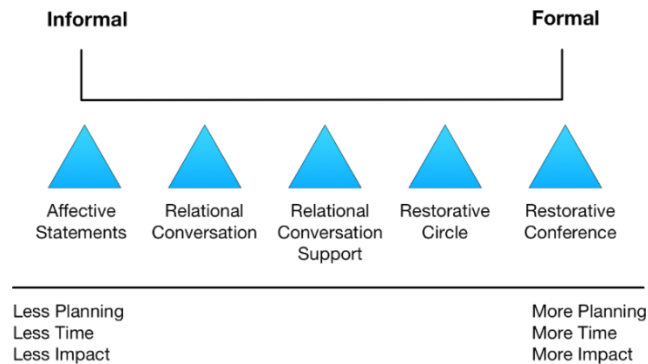 Informal
Formal
Affective
Statements
Relational
Conversation
Relational
Conversation
Support
Restorative
Circle
Restorative
Conference
Less Planning
Less Time
Less Impact
More Planning
More Time
More Impact